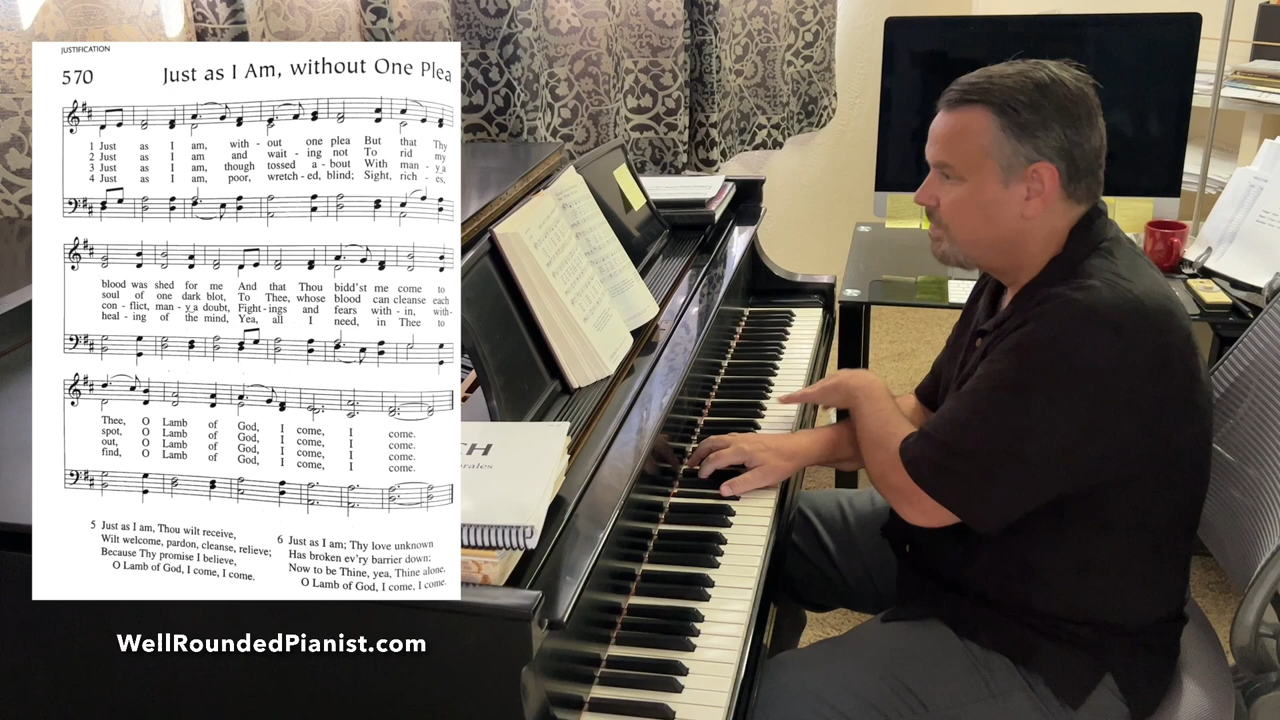 JUSTIFICATION
570 Just as I Am, without One Plea
1 Just as I am, with - out one plea But that Thy
2 Just as I am and wait - ing not To rid my
3 Just as I am, though tossed a - bout With man - y a
4 Just as I am, poor, wretch - ed, blind; Sight, rich - es,
blood was shed for me And that Thou bidd'st me come to
soul of one dark blot, To Thee, whose blood can cleanse each
con - flict, man - y a doubt, Fight - ings and fears with - in, with-
heal - ing of the mind, Yea, all I need, in Thee to
Thee, O Lamb of God, I come, I come.
spot, O Lamb of God, I come, I come.
out, O Lamb of God, I come, I come.
find, O Lamb of God, I come, I come.
5 Just as I am, Thou wilt receive,
Wilt welcome, pardon, cleanse, relieve;
Because Thy promise I believe,
O Lamb of God, I come, I come.
6 Just as I am; Thy love unknown
Has broken ev'ry barrier down;
Now to be Thine, yea, Thine alone,
O Lamb of God, I come, I come.
WellRoundedPianist.com